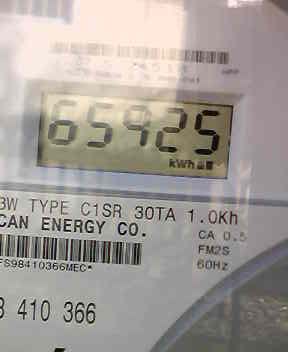 65925
kWh
3W TYPE C1SR 30TA 1.0Kh
CAN ENERGY CO.
CA 0.5
FM2S
*FS98410366MEC*
60Hz
8 410 366